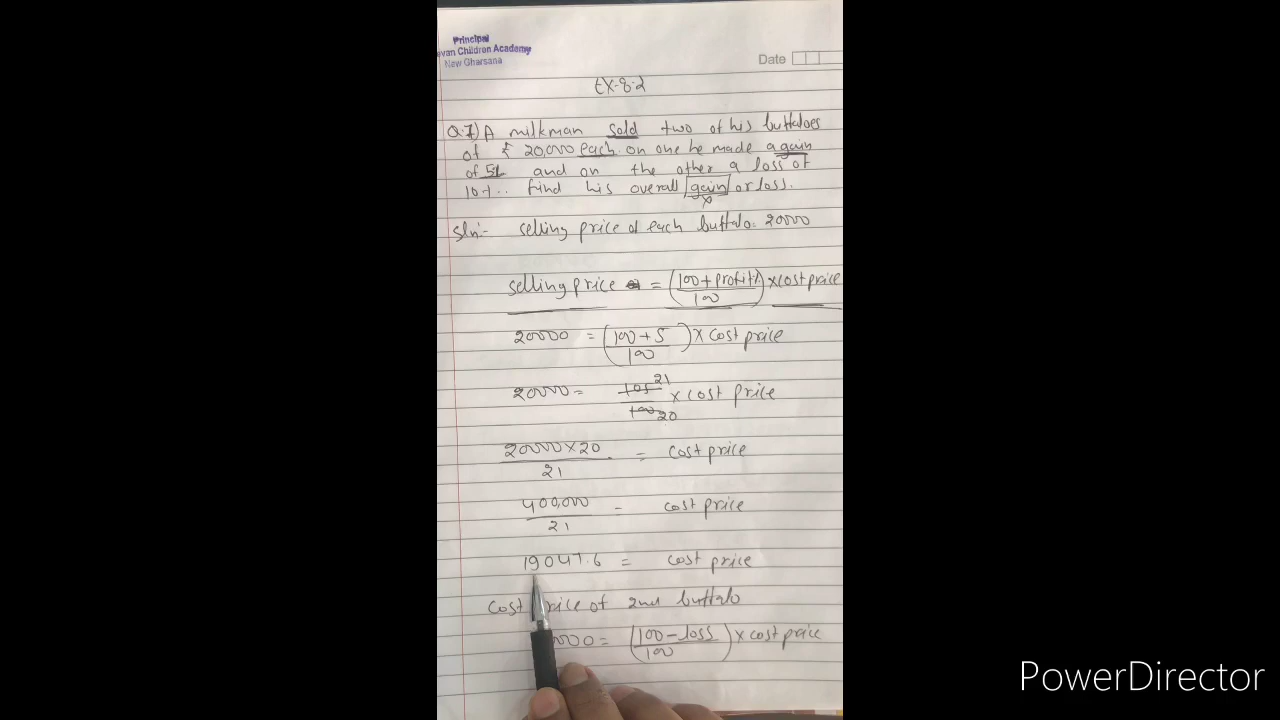 Principal
evan Children Academy
New Gharsana
Date
EX-8.2
Q.7) A milkman sold two of his buffaloes
of ₹ 20,000 each. on one he made a gain
of 5% and on the other a loss of
10%. find his overall gain or loss.
Sln:- selling price of each buffalo = 20000
selling price = (100+profit%/100) × cost price
20000 = (100+5/100) × cost price
20000 = 105 21/100 20 × cost price
20000×20/21 = cost price
400,000/21 = cost price
19047.6 = cost price
cost price of 2nd buffalo
000 = (100-loss/100) × cost price
PowerDirector